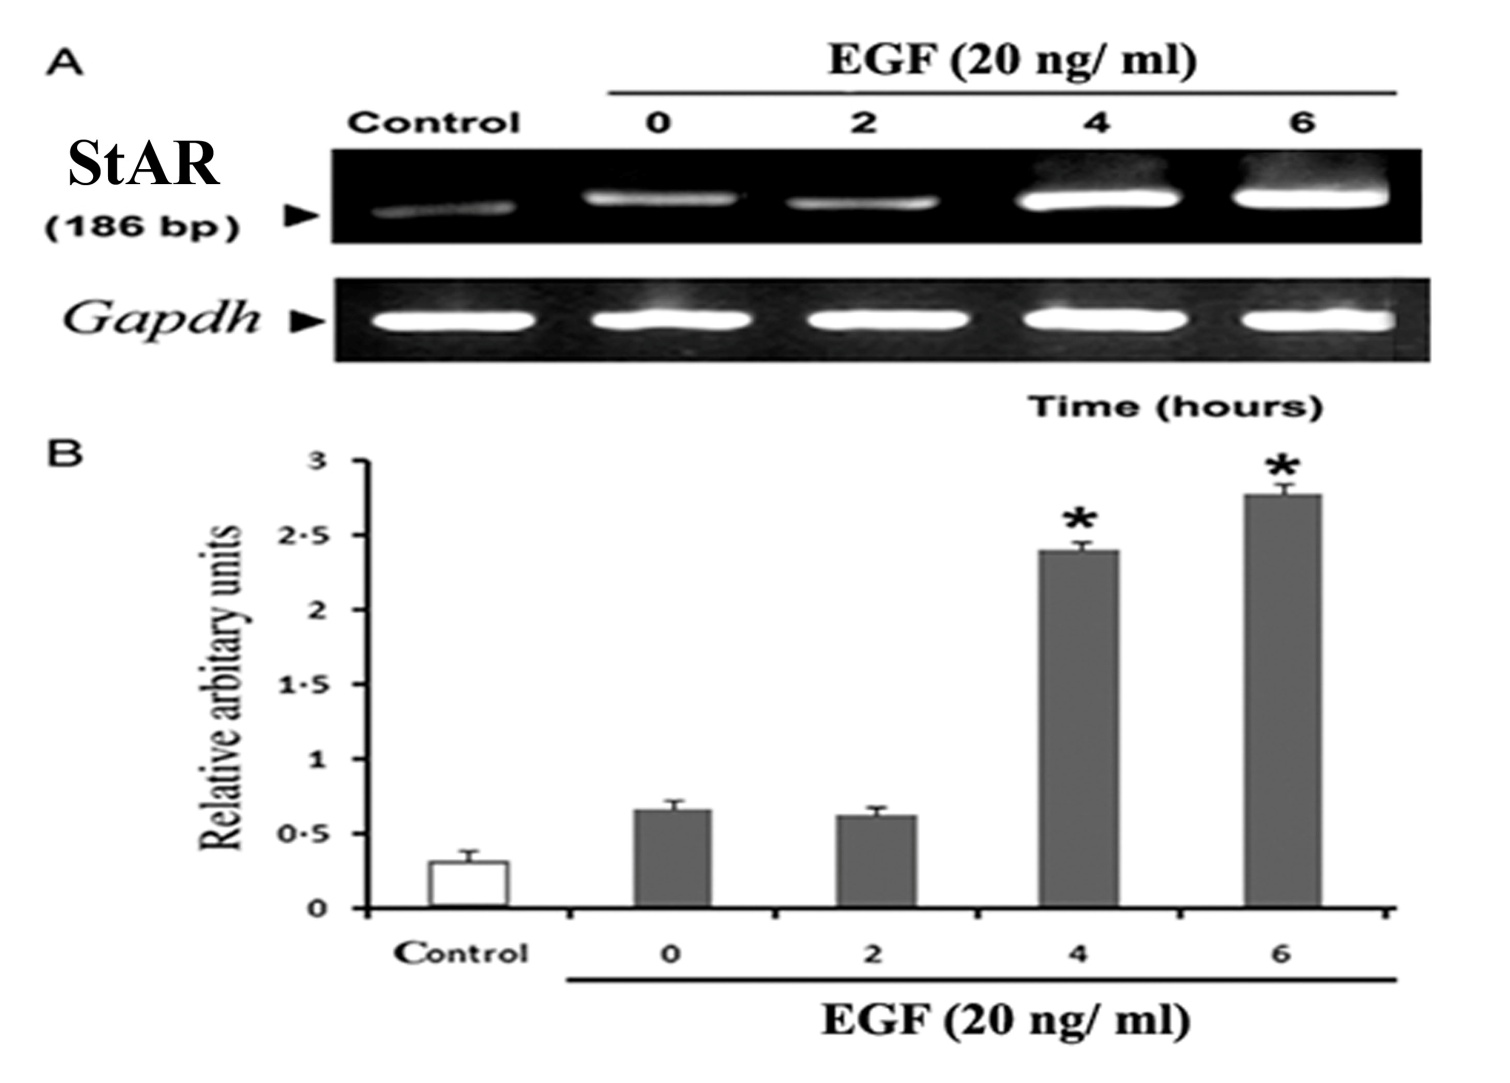 A
EGF (20 ng/ ml)
Control 0 2 4 6
StAR
(186 bp)
Gapdh
Time (hours)
B
*
*
3
2·5
2
1·5
1
0·5
0
Relative arbitary units
Control 0 2 4 6
EGF (20 ng/ ml)